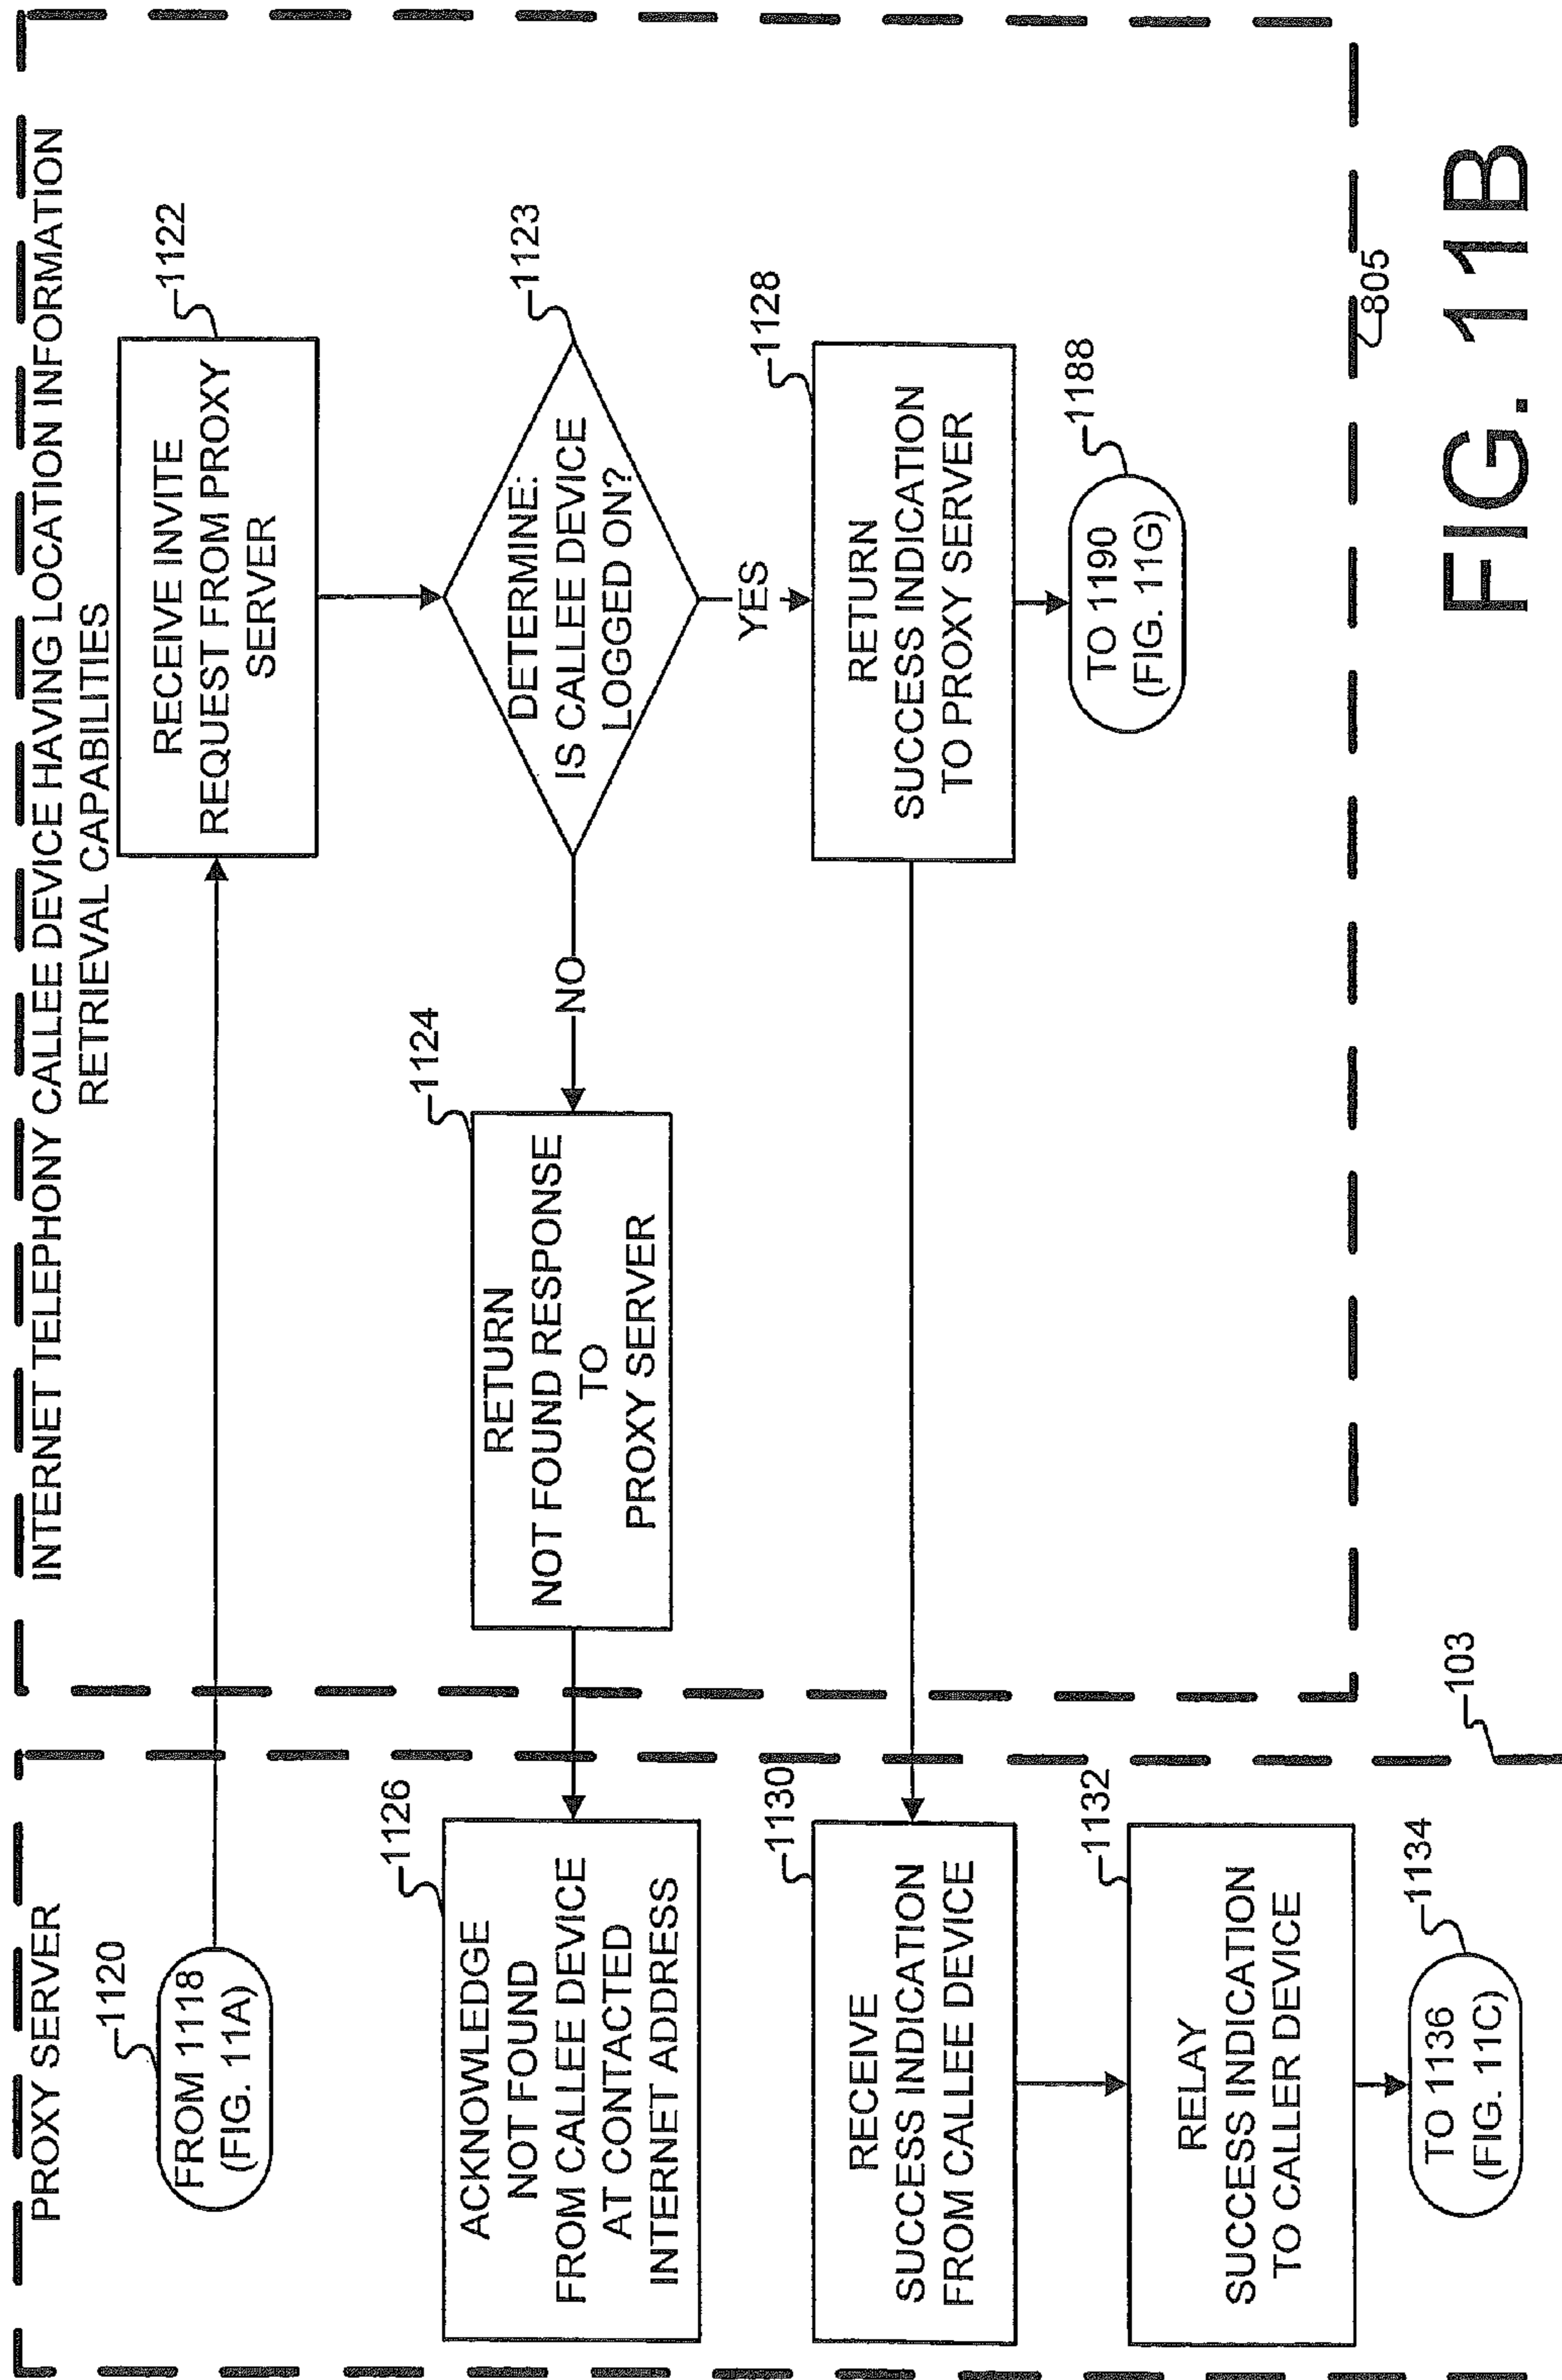 PROXY SERVER
1120
FROM 1118
(FIG. 11A)
1126
ACKNOWLEDGE
NOT FOUND
FROM CALLEE DEVICE
AT CONTACTED
INTERNET ADDRESS
1130
RECEIVE
SUCCESS INDICATION
FROM CALLEE DEVICE
1132
RELAY
SUCCESS INDICATION
TO CALLER DEVICE
1134
TO 1136
(FIG. 11C)
103
INTERNET TELEPHONY CALLEE DEVICE HAVING LOCATION INFORMATION
RETRIEVAL CAPABILITIES
1122
RECEIVE INVITE
REQUEST FROM PROXY
SERVER
1123
DETERMINE:
IS CALLEE DEVICE
LOGGED ON?
NO
YES
1124
RETURN
NOT FOUND RESPONSE
TO
PROXY SERVER
1128
RETURN
SUCCESS INDICATION
TO PROXY SERVER
1188
TO 1190
(FIG. 11G)
805
FIG. 11B